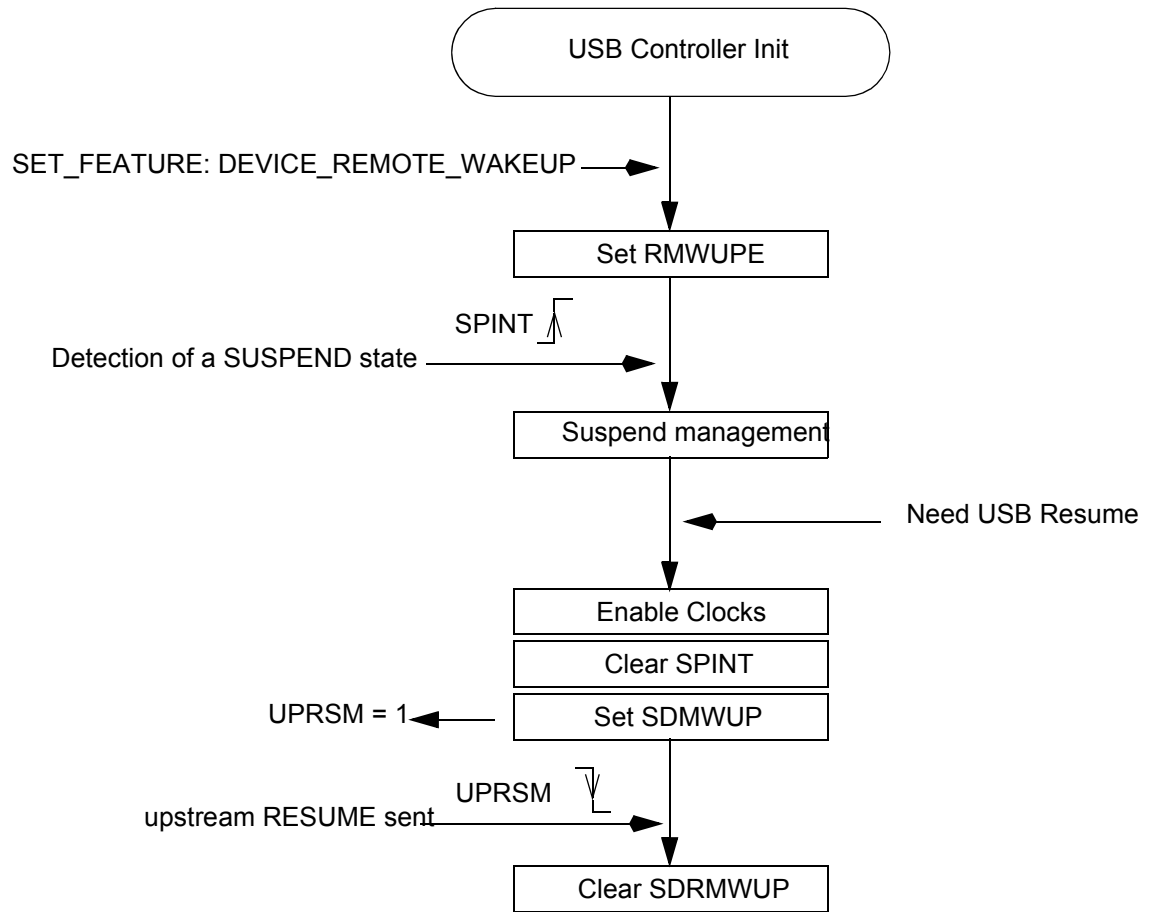 USB Controller Init
SET_FEATURE: DEVICE_REMOTE_WAKEUP
Set RMWUPE
SPINT
Detection of a SUSPEND state
Suspend management
Need USB Resume
Enable Clocks
Clear SPINT
UPRSM = 1
Set SDMWUP
UPRSM
upstream RESUME sent
Clear SDRMWUP